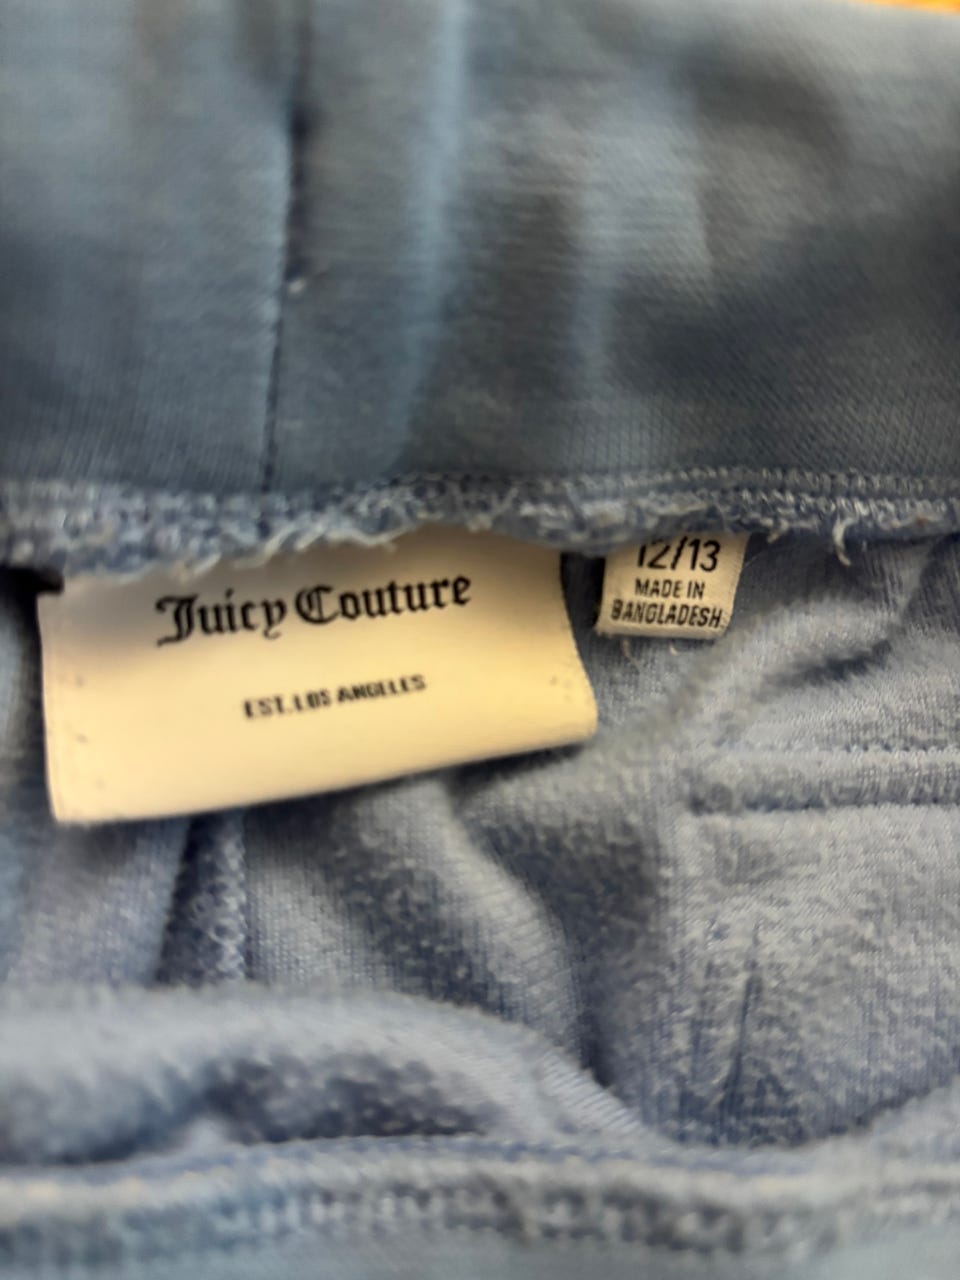 Juicy Couture
EST. LOS ANGELES
12/13
MADE IN
BANGLADESH